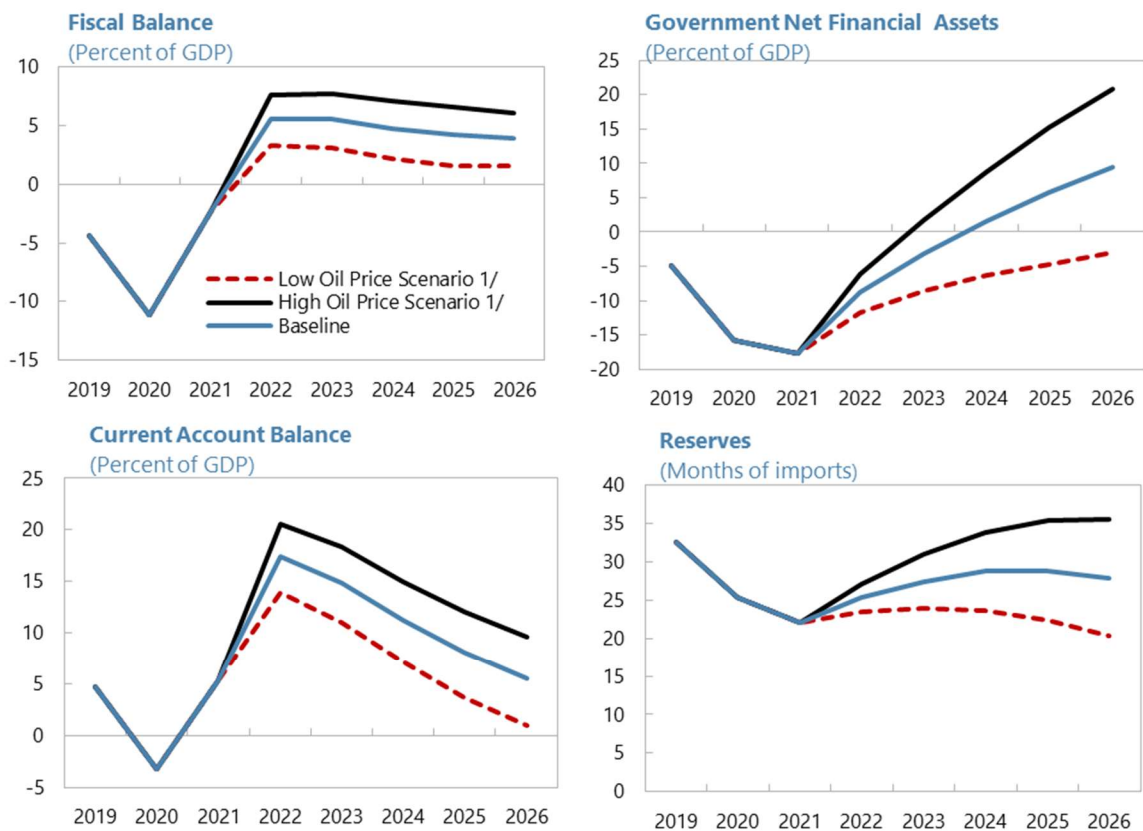 Fiscal Balance
(Percent of GDP)
10
5
0
-5
-10
-15
Low Oil Price Scenario 1/
High Oil Price Scenario 1/
Baseline
2019 2020 2021 2022 2023 2024 2025 2026
Government Net Financial Assets
(Percent of GDP)
25
20
15
10
5
0
-5
-10
-15
-20
2019 2020 2021 2022 2023 2024 2025 2026
Current Account Balance
(Percent of GDP)
25
20
15
10
5
0
-5
2019 2020 2021 2022 2023 2024 2025 2026
Reserves
(Months of imports)
40
35
30
25
20
15
10
5
0
2019 2020 2021 2022 2023 2024 2025 2026